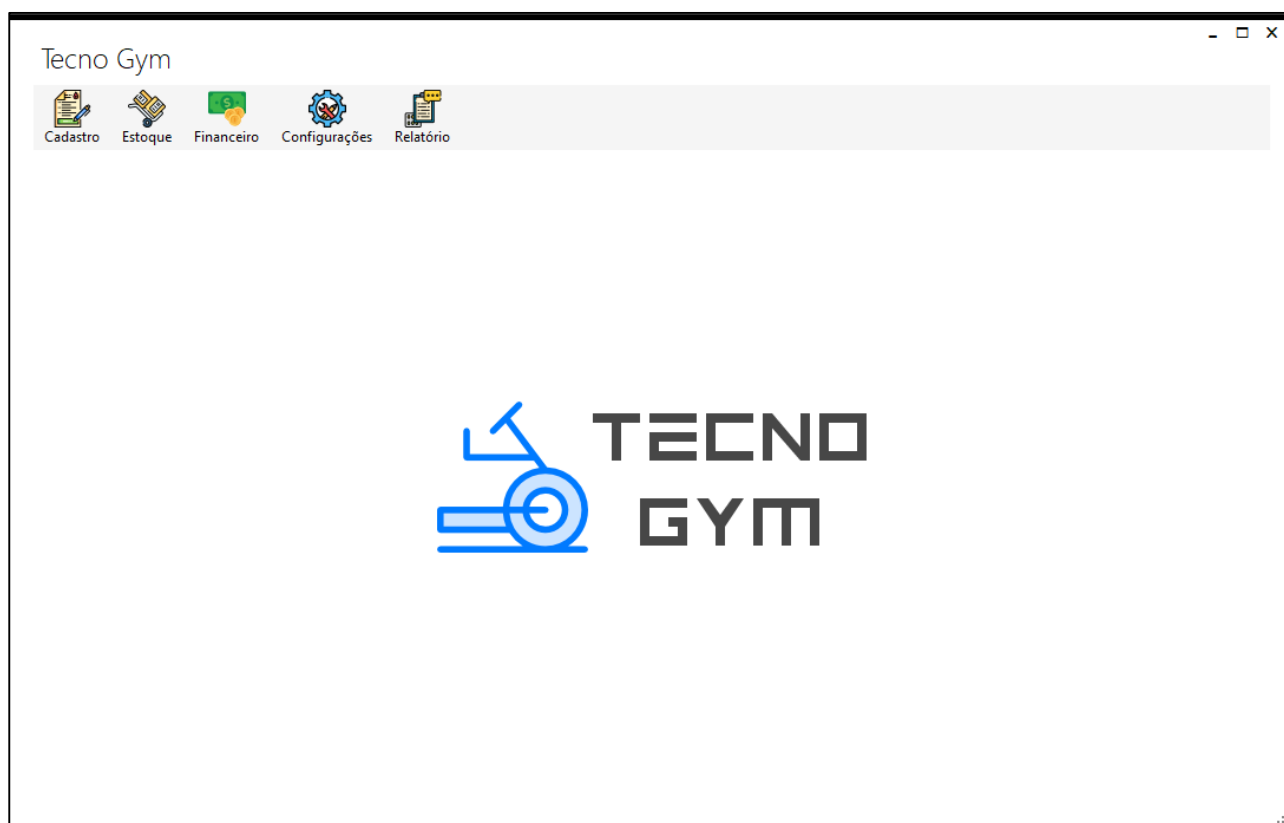 Tecno Gym
Cadastro Estoque Financeiro Configurações Relatório
TECNO
GYM